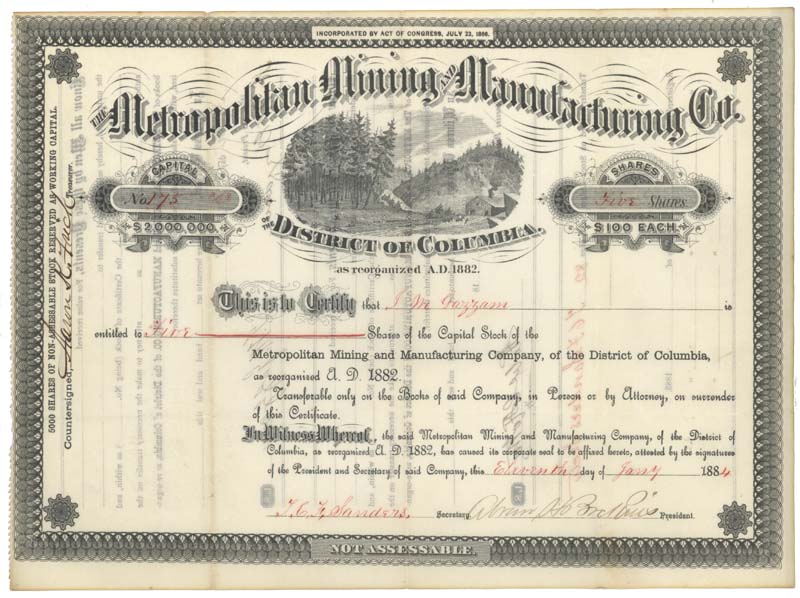 INCORPORATED BY ACT OF CONGRESS, JULY 23, 1866.
THE Metropolitan Mining AND Manufacturing Co.
CAPITAL
No. 175
$2,000,000.
SHARES
Five Shares
$100 EACH.
OF THE DISTRICT OF COLUMBIA.
as reorganized A.D. 1882.
This is to Certify that J M Gazzam is
entitled to Five Shares of the Capital Stock of the
Metropolitan Mining and Manufacturing Company, of the District of Columbia,
as reorganized A. D. 1882.
Transferable only on the Books of said Company, in Person or by Attorney, on surrender
of this Certificate.
In Witness Whereof, the said Metropolitan Mining and Manufacturing Company, of the District of
Columbia, as reorganized A. D. 1882, has caused its corporate seal to be affixed hereto, attested by the signatures
of the President and Secretary of said Company, this Eleventh day of Jany 1884
Sanders Secretary. President.
NOT ASSESSABLE.
5000 SHARES OF NON-ASSESSABLE STOCK RESERVED AS WORKING CAPITAL.
Countersigned, Treasurer.